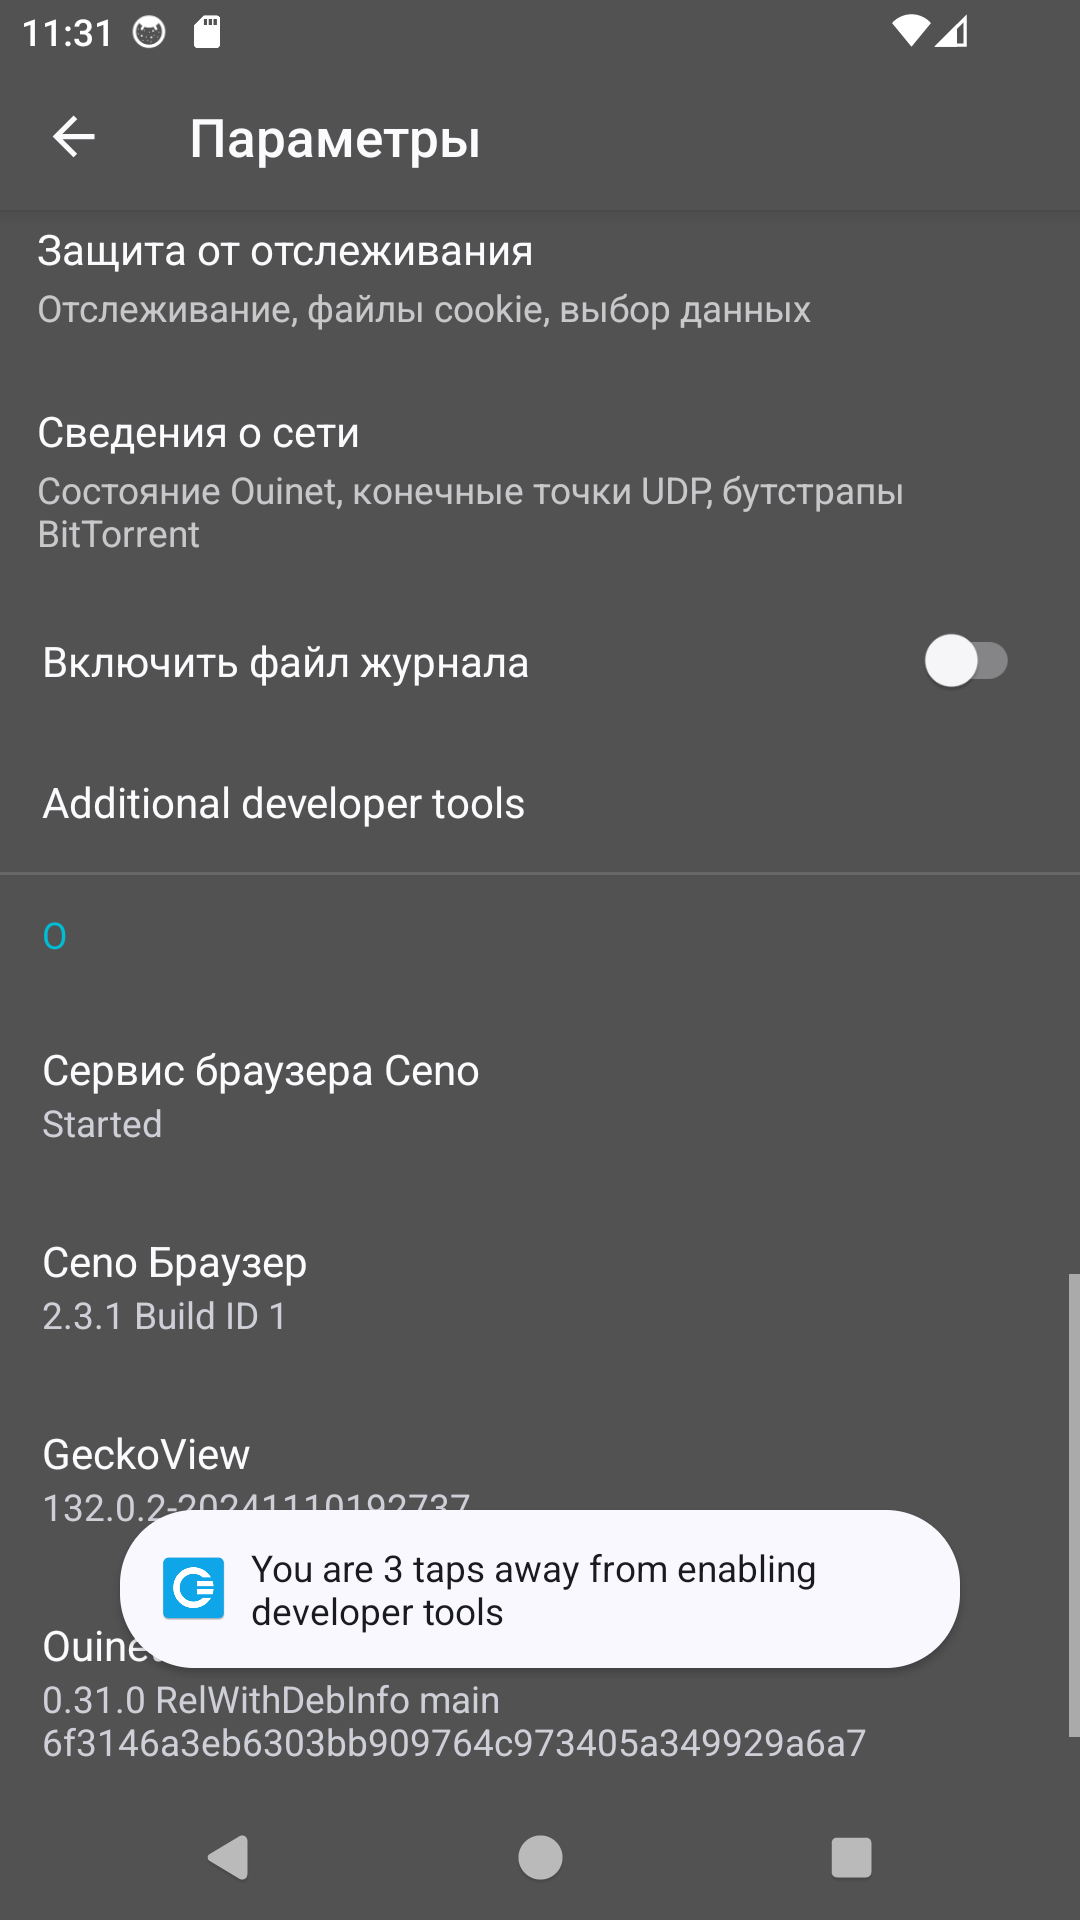 11:31
Параметры
Защита от отслеживания
Отслеживание, файлы cookie, выбор данных
Сведения о сети
Состояние Ouinet, конечные точки UDP, бутстрапы
BitTorrent
Включить файл журнала
Additional developer tools
О
Сервис браузера Ceno
Started
Ceno Браузер
2.3.1 Build ID 1
GeckoView
132.0.2-20241110192737
You are 3 taps away from enabling
developer tools
0.31.0 RelWithDebInfo main
6f3146a3eb6303bb909764c973405a349929a6a7